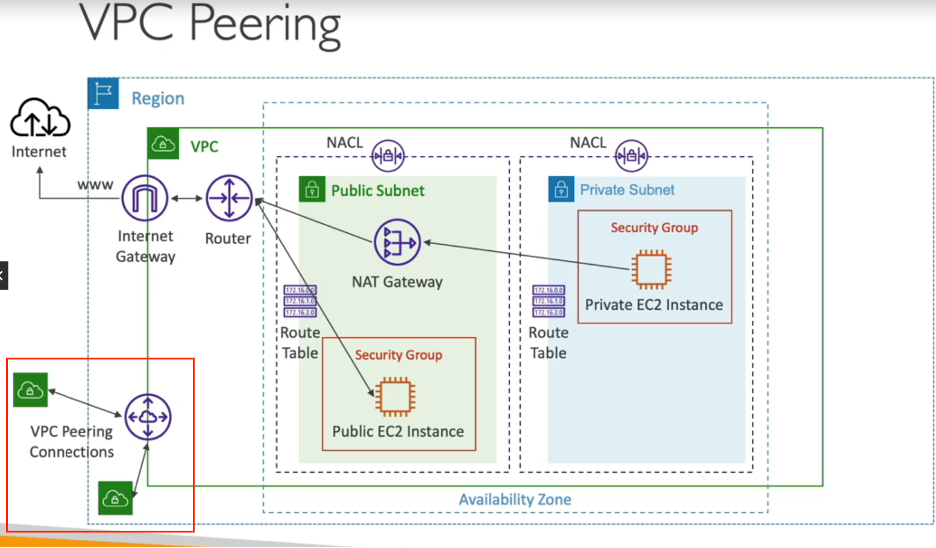 VPC Peering
Region
Internet
www
VPC
Internet
Gateway
Router
NACL
Public Subnet
NAT Gateway
172.16.0.0
172.16.1.0
172.16.2.0
Route
Table
Security Group
Public EC2 Instance
NACL
Private Subnet
Security Group
Private EC2 Instance
172.16.0.0
172.16.1.0
172.16.2.0
Route
Table
VPC Peering
Connections
Availability Zone